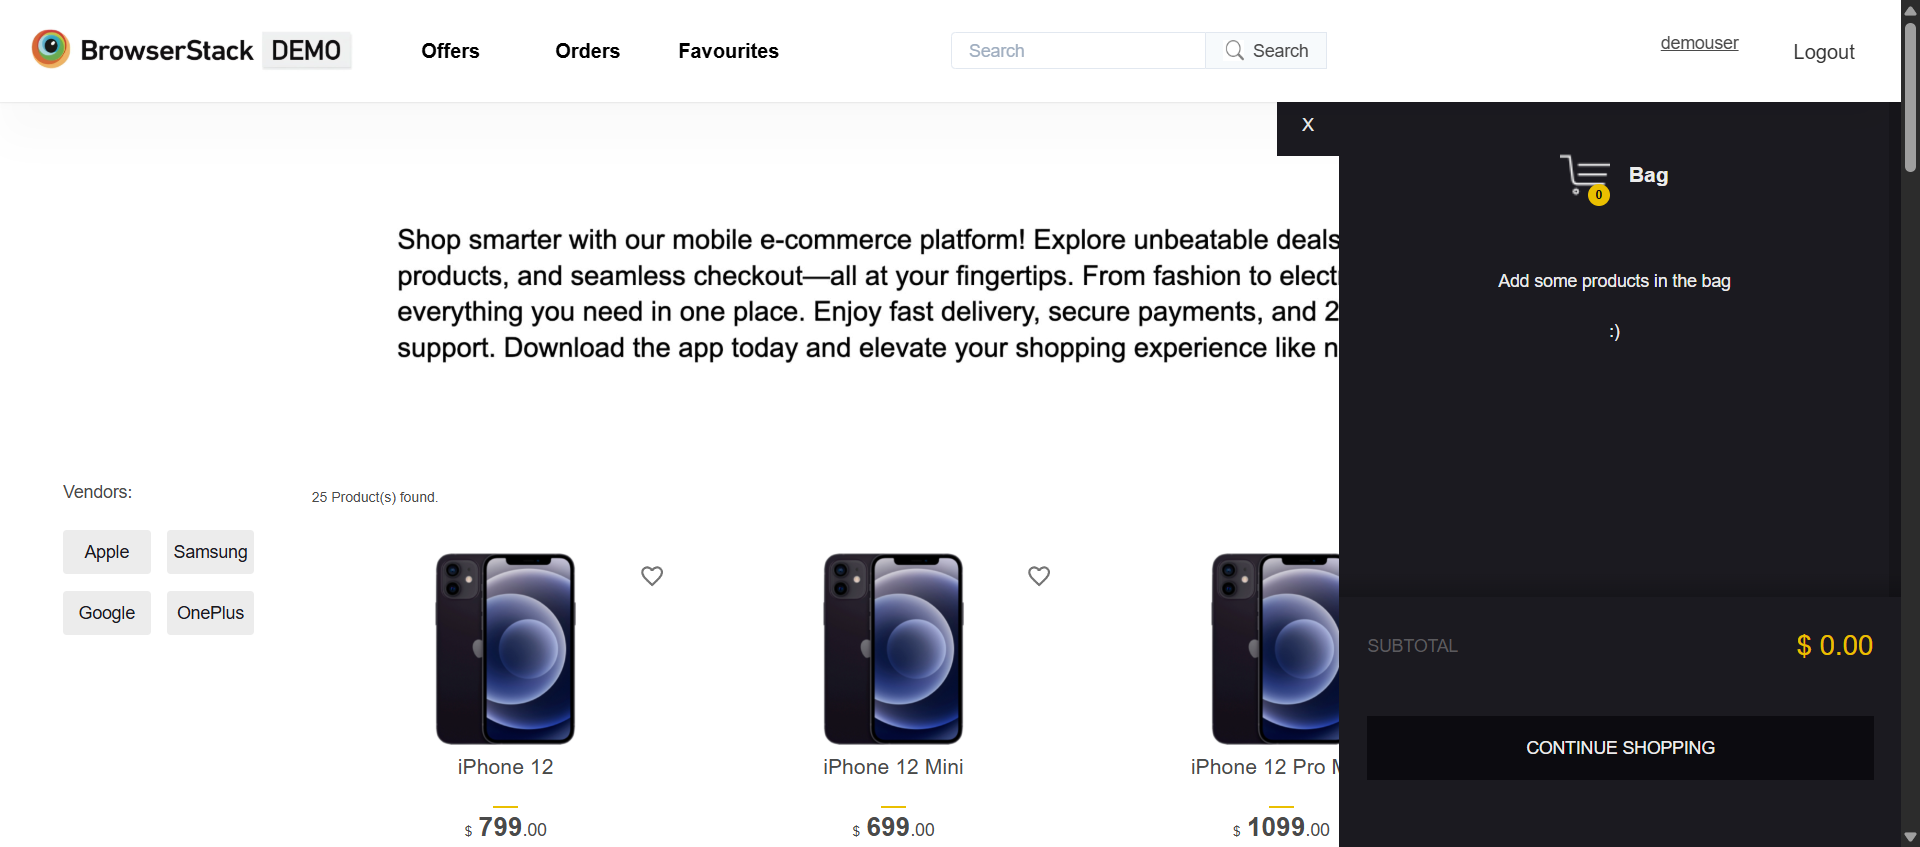 BrowserStack DEMO
Offers
Orders
Favourites
Search
Search
demouser
Logout
X
0
Bag
Add some products in the bag
:)
SUBTOTAL
$ 0.00
CONTINUE SHOPPING
Shop smarter with our mobile e-commerce platform! Explore unbeatable deals
products, and seamless checkout—all at your fingertips. From fashion to elect
everything you need in one place. Enjoy fast delivery, secure payments, and 2
support. Download the app today and elevate your shopping experience like n
Vendors:
Apple
Samsung
Google
OnePlus
25 Product(s) found.
iPhone 12
$ 799.00
iPhone 12 Mini
$ 699.00
iPhone 12 Pro M
$ 1099.00